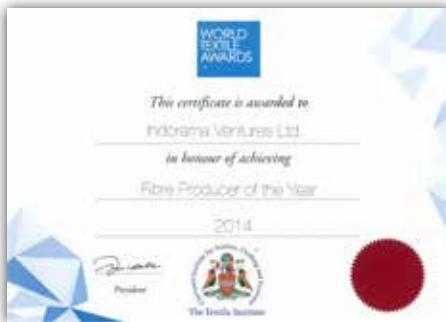 WORLD
TEXTILE
AWARDS
This certificate is awarded to
Indorama Ventures Ltd.
in honour of achieving
Fibre Producer of the Year
2014
President
The Textile Institute